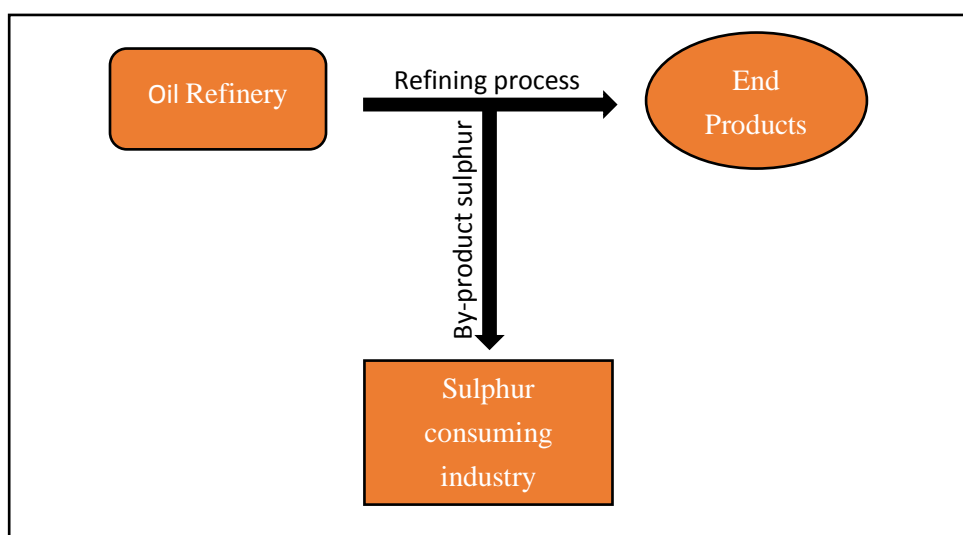 Oil Refinery
Refining process
End
Products
By-product sulphur
Sulphur
consuming
industry